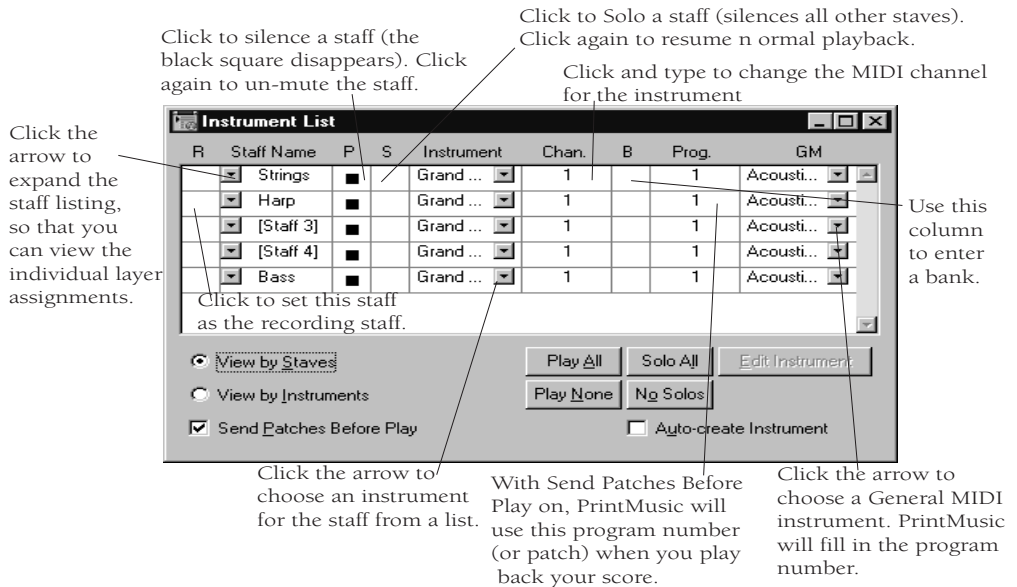 Click to Solo a staff (silences all other staves).
Click again to resume n ormal playback.
Click to silence a staff (the
black square disappears). Click
again to un-mute the staff.
Click and type to change the MIDI channel
for the instrument
Click the
arrow to
expand the
staff listing,
so that you
can view the
individual layer
assignments.
Instrument List
R Staff Name P S Instrument Chan. B Prog. GM
Strings Grand ... 1 1 Acousti...
Harp Grand ... 1 1 Acousti...
[Staff 3] Grand ... 1 1 Acousti...
[Staff 4] Grand ... 1 1 Acousti...
Bass Grand ... 1 1 Acousti...
Click to set this staff
as the recording staff.
Use this
column
to enter
a bank.
View by Staves Play All Solo All Edit Instrument
View by Instruments Play None No Solos
Send Patches Before Play Auto-create Instrument
Click the arrow to
choose an instrument
for the staff from a list.
With Send Patches Before
Play on, PrintMusic will
use this program number
(or patch) when you play
back your score.
Click the arrow to
choose a General MIDI
instrument. PrintMusic
will fill in the program
number.